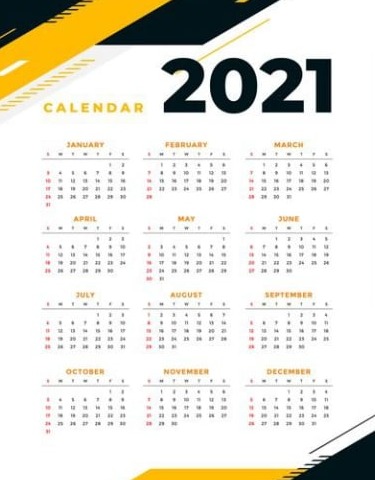 2021
CALENDAR
JANUARY
S M T W T F S
1 2
3 4 5 6 7 8 9
10 11 12 13 14 15 16
17 18 19 20 21 22 23
24 25 26 27 28 29 30
31
FEBRUARY
S M T W T F S
1 2 3 4 5 6
7 8 9 10 11 12 13
14 15 16 17 18 19 20
21 22 23 24 25 26 27
28
MARCH
S M T W T F S
1 2 3 4 5 6
7 8 9 10 11 12 13
14 15 16 17 18 19 20
21 22 23 24 25 26 27
28 29 30 31
APRIL
S M T W T F S
1 2 3
4 5 6 7 8 9 10
11 12 13 14 15 16 17
18 19 20 21 22 23 24
25 26 27 28 29 30
MAY
S M T W T F S
1
2 3 4 5 6 7 8
9 10 11 12 13 14 15
16 17 18 19 20 21 22
23 24 25 26 27 28 29
30 31
JUNE
S M T W T F S
1 2 3 4 5
6 7 8 9 10 11 12
13 14 15 16 17 18 19
20 21 22 23 24 25 26
27 28 29 30
JULY
S M T W T F S
1 2 3
4 5 6 7 8 9 10
11 12 13 14 15 16 17
18 19 20 21 22 23 24
25 26 27 28 29 30 31
AUGUST
S M T W T F S
1 2 3 4 5 6 7
8 9 10 11 12 13 14
15 16 17 18 19 20 21
22 23 24 25 26 27 28
29 30 31
SEPTEMBER
S M T W T F S
1 2 3 4
5 6 7 8 9 10 11
12 13 14 15 16 17 18
19 20 21 22 23 24 25
26 27 28 29 30
OCTOBER
S M T W T F S
1 2
3 4 5 6 7 8 9
10 11 12 13 14 15 16
17 18 19 20 21 22 23
24 25 26 27 28 29 30
31
NOVEMBER
S M T W T F S
1 2 3 4 5 6
7 8 9 10 11 12 13
14 15 16 17 18 19 20
21 22 23 24 25 26 27
28 29 30
DECEMBER
S M T W T F S
1 2 3 4
5 6 7 8 9 10 11
12 13 14 15 16 17 18
19 20 21 22 23 24 25
26 27 28 29 30 31